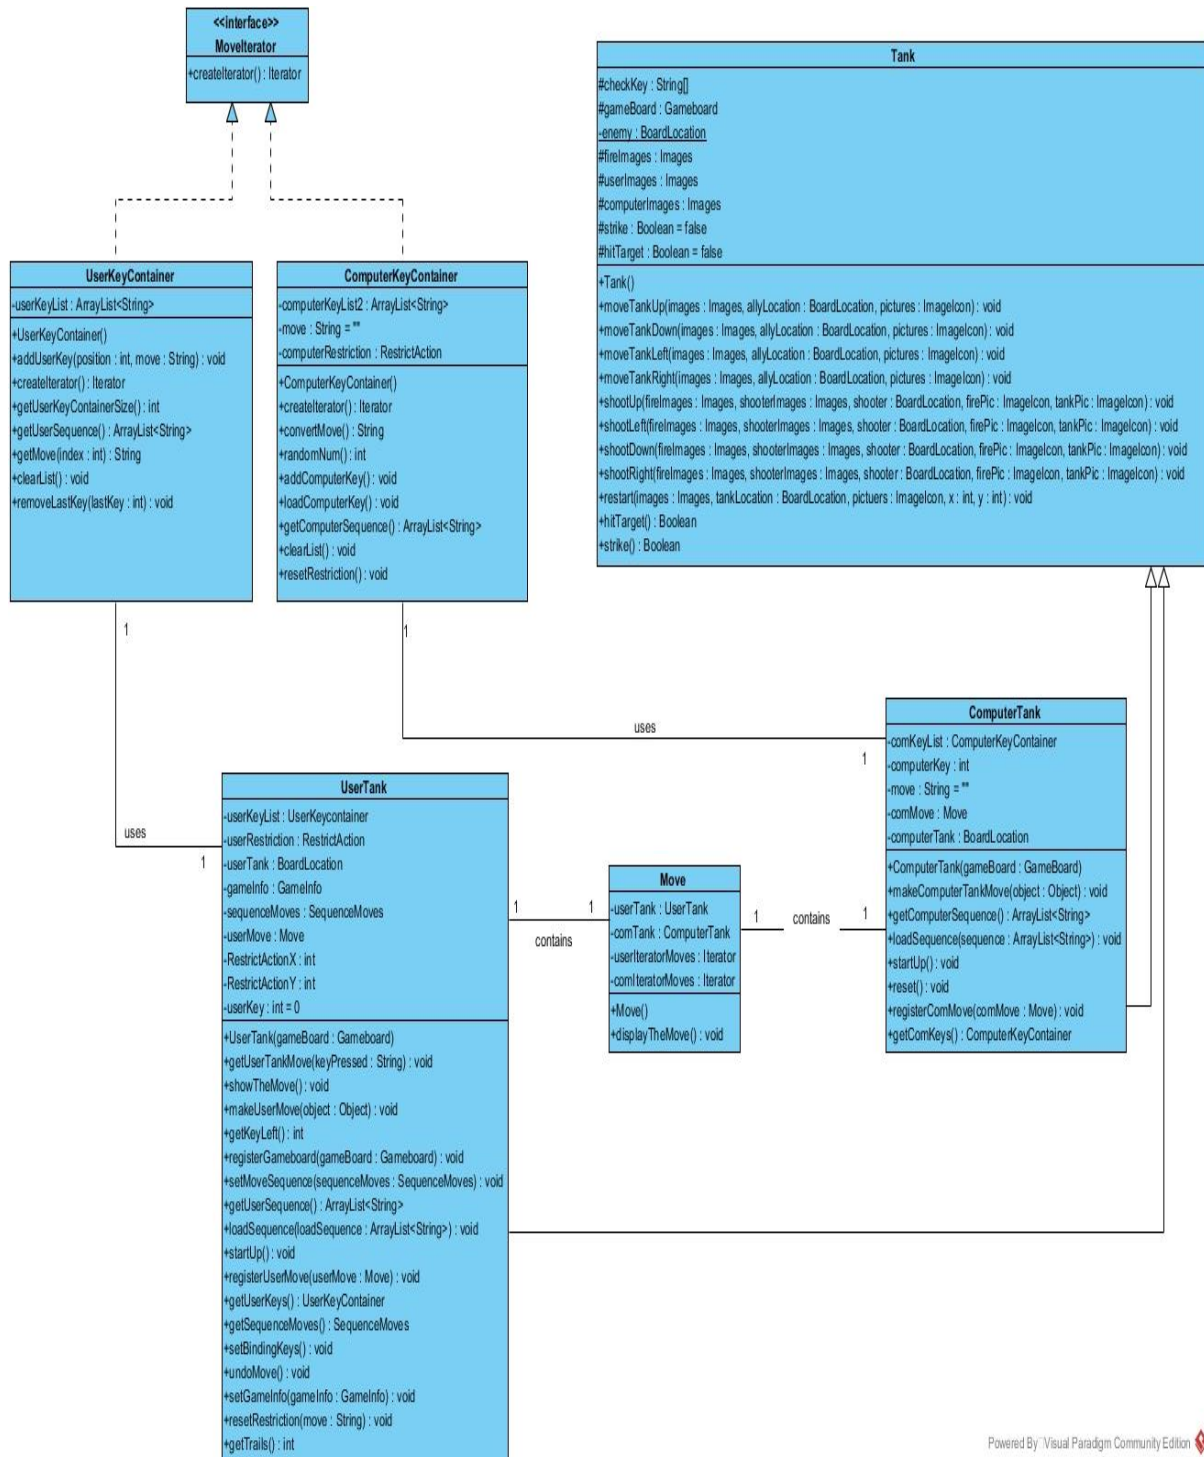 <<interface>>
MoveIterator
+createIterator() : Iterator
Tank
#checkKey : String[]
#gameBoard : Gameboard
-enemy : BoardLocation
#fireImages : Images
#userImages : Images
#computerImages : Images
#strike : Boolean = false
#hitTarget : Boolean = false
+Tank()
+moveTankUp(images : Images, allyLocation : BoardLocation, pictures : ImageIcon) : void
+moveTankDown(images : Images, allyLocation : BoardLocation, pictures : ImageIcon) : void
+moveTankLeft(images : Images, allyLocation : BoardLocation, pictures : ImageIcon) : void
+moveTankRight(images : Images, allyLocation : BoardLocation, pictures : ImageIcon) : void
+shootUp(fireImages : Images, shooterImages : Images, shooter : BoardLocation, firePic : ImageIcon, tankPic : ImageIcon) : void
+shootLeft(fireImages : Images, shooterImages : Images, shooter : BoardLocation, firePic : ImageIcon, tankPic : ImageIcon) : void
+shootDown(fireImages : Images, shooterImages : Images, shooter : BoardLocation, firePic : ImageIcon, tankPic : ImageIcon) : void
+shootRight(fireImages : Images, shooterImages : Images, shooter : BoardLocation, firePic : ImageIcon, tankPic : ImageIcon) : void
+restart(images : Images, tankLocation : BoardLocation, pictuers : ImageIcon, x : int, y : int) : void
+hitTarget() : Boolean
+strike() : Boolean
UserKeyContainer
-userKeyList : ArrayList<String>
+UserKeyContainer()
+addUserKey(position : int, move : String) : void
+createIterator() : Iterator
+getUserKeyContainerSize() : int
+getUserSequence() : ArrayList<String>
+getMove(index : int) : String
+clearList() : void
+removeLastKey(lastKey : int) : void
ComputerKeyContainer
-computerKeyList2 : ArrayList<String>
-move : String = ""
-computerRestriction : RestrictAction
+ComputerKeyContainer()
+createIterator() : Iterator
+convertMove() : String
+randomNum() : int
+addComputerKey() : void
+loadComputerKey() : void
+getComputerSequence() : ArrayList<String>
+clearList() : void
+resetRestriction() : void
1
1
uses
1
uses
1
ComputerTank
-comKeyList : ComputerKeyContainer
-computerKey : int
-move : String = ""
-comMove : Move
-computerTank : BoardLocation
+ComputerTank(gameBoard : GameBoard)
+makeComputerTankMove(object : Object) : void
+getComputerSequence() : ArrayList<String>
+loadSequence(sequence : ArrayList<String>) : void
+startUp() : void
+reset() : void
+registerComMove(comMove : Move) : void
+getComKeys() : ComputerKeyContainer
UserTank
-userKeyList : UserKeycontainer
-userRestriction : RestrictAction
-userTank : BoardLocation
-gameInfo : GameInfo
-sequenceMoves : SequenceMoves
-userMove : Move
-RestrictActionX : int
-RestrictActionY : int
-userKey : int = 0
+UserTank(gameBoard : Gameboard)
+getUserTankMove(keyPressed : String) : void
+showTheMove() : void
+makeUserMove(object : Object) : void
+getKeyLeft() : int
+registerGameboard(gameBoard : Gameboard) : void
+setMoveSequence(sequenceMoves : SequenceMoves) : void
+getUserSequence() : ArrayList<String>
+loadSequence(loadSequence : ArrayList<String>) : void
+startUp() : void
+registerUserMove(userMove : Move) : void
+getUserKeys() : UserKeyContainer
+getSequenceMoves() : SequenceMoves
+setBindingKeys() : void
+undoMove() : void
+setGameInfo(gameInfo : GameInfo) : void
+resetRestriction(move : String) : void
+getTrails() : int
1
1
contains
Move
-userTank : UserTank
-comTank : ComputerTank
-userIteratorMoves : Iterator
-comIteratorMoves : Iterator
+Move()
+displayTheMove() : void
1
contains
1
Powered By Visual Paradigm Community Edition